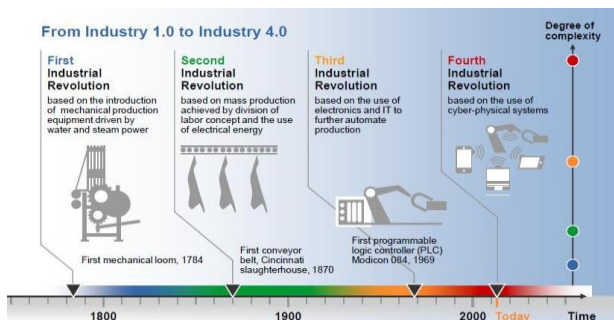 From Industry 1.0 to Industry 4.0
Degree of
complexity
First
Industrial
Revolution
based on the introduction
of mechanical production
equipment driven by
water and steam power
First mechanical loom, 1784
Second
Industrial
Revolution
based on mass production
achieved by division of
labor concept and the use
of electrical energy
First conveyor
belt, Cincinnati
slaughterhouse, 1870
Third
Industrial
Revolution
based on the use of
electronics and IT to
further automate
production
First programmable
logic controller (PLC)
Modicon 084, 1969
Fourth
Industrial
Revolution
based on the use of
cyber-physical systems
1800
1900
2000
Today
Time